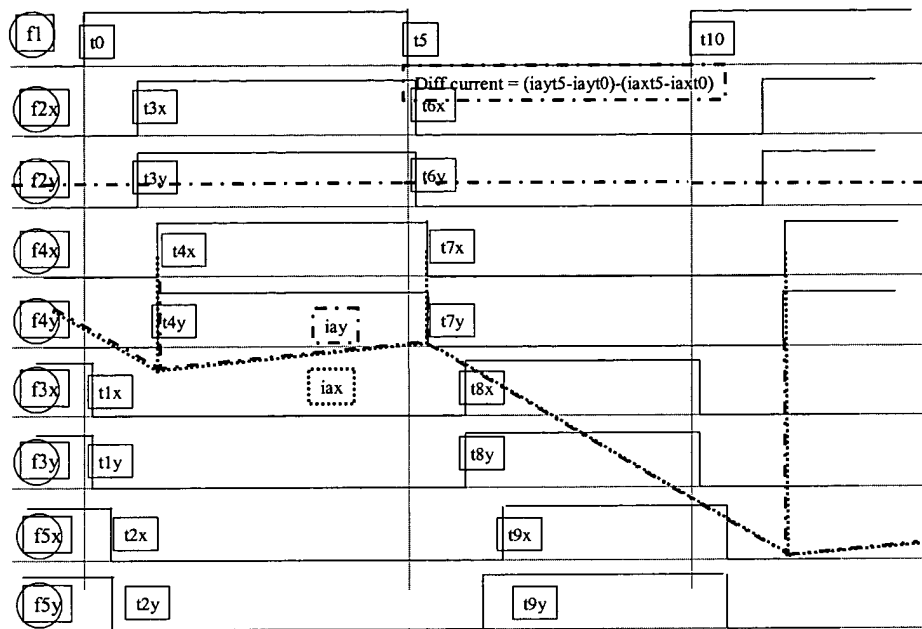 f1
t0
t5
t10
Diff current = (iayt5-iayt0)-(iaxt5-iaxt0)
f2x
t3x
t6x
f2y
t3y
t6y
f4x
t4x
t7x
f4y
t4y
iay
t7y
f3x
t1x
iax
t8x
f3y
t1y
t8y
f5x
t2x
t9x
f5y
t2y
t9y